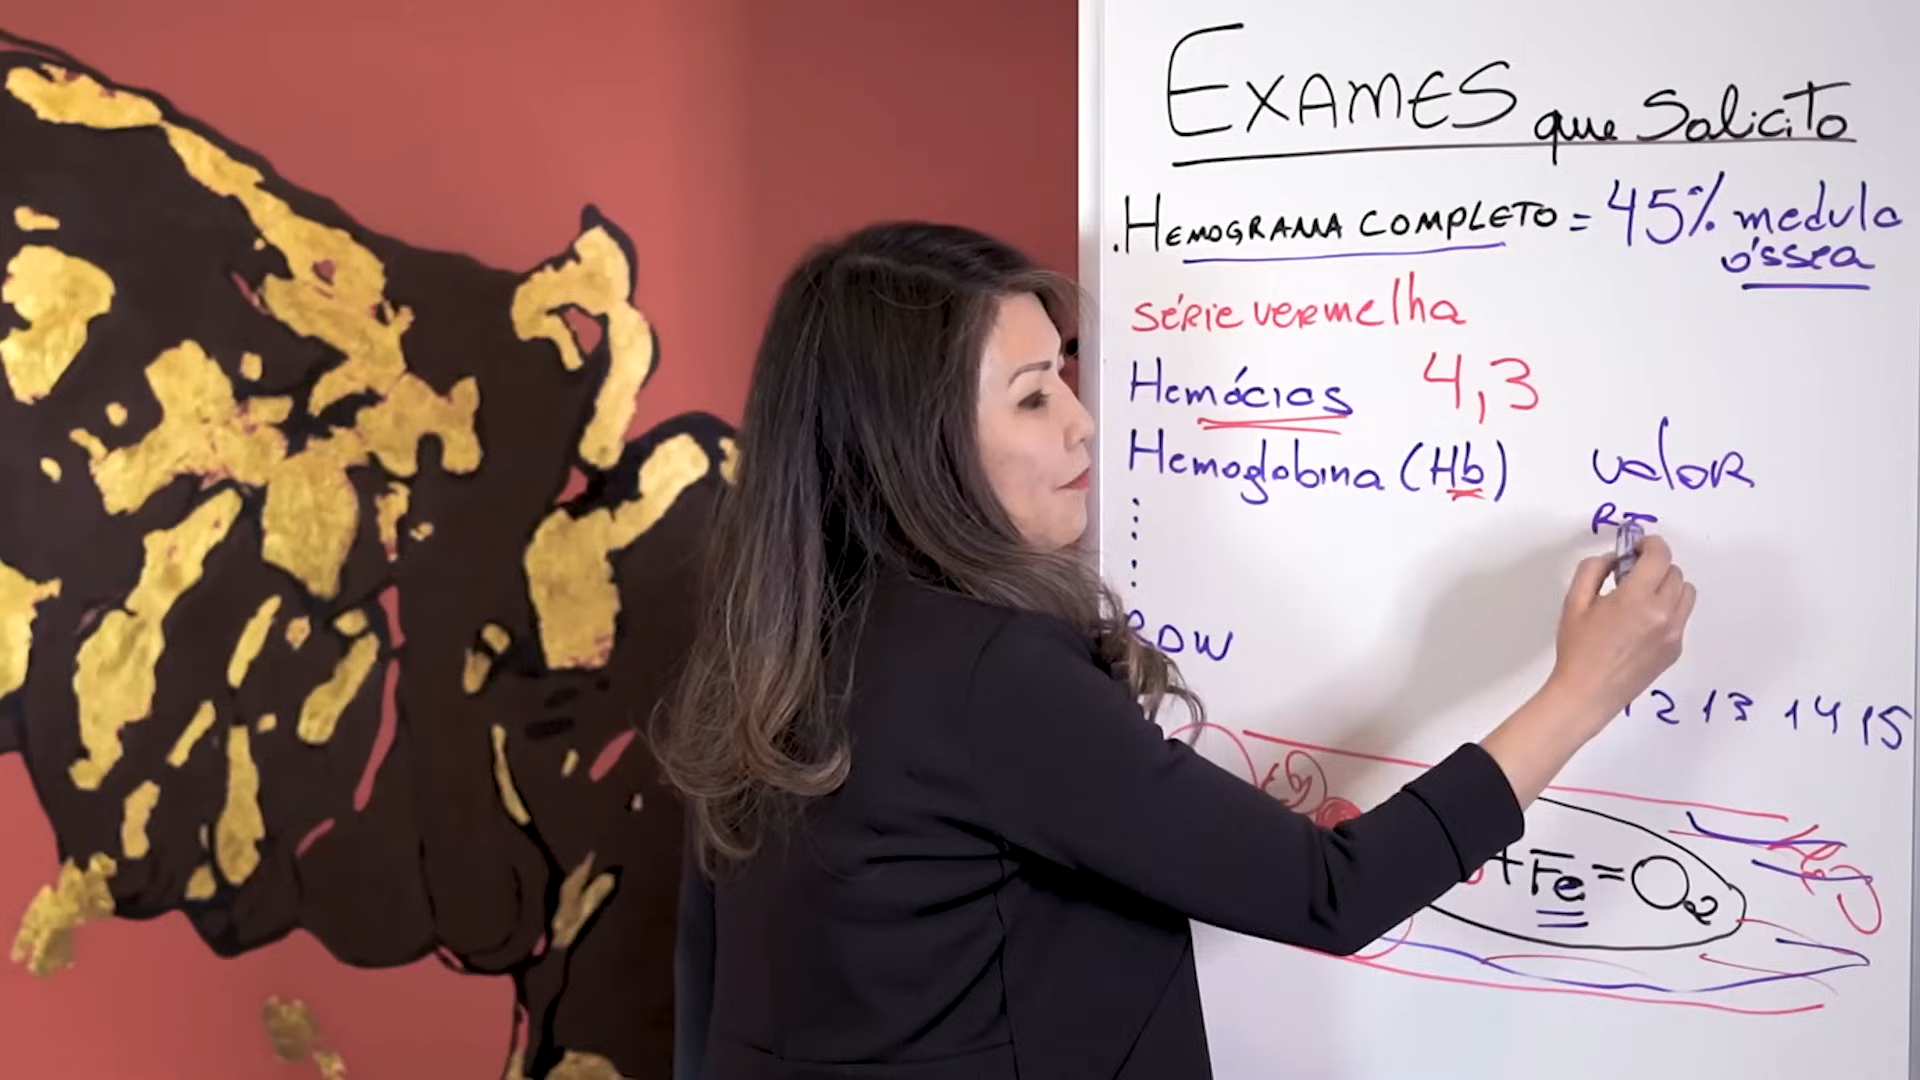 EXAMES que Solicito
. HEMOGRAMA COMPLETO = 45% medula
óssea
SÉRIE VERMELHA
Hemácias 4,3
Hemoglobina (Hb) valor
RDW
12 13 14 15
+ Fe = O2